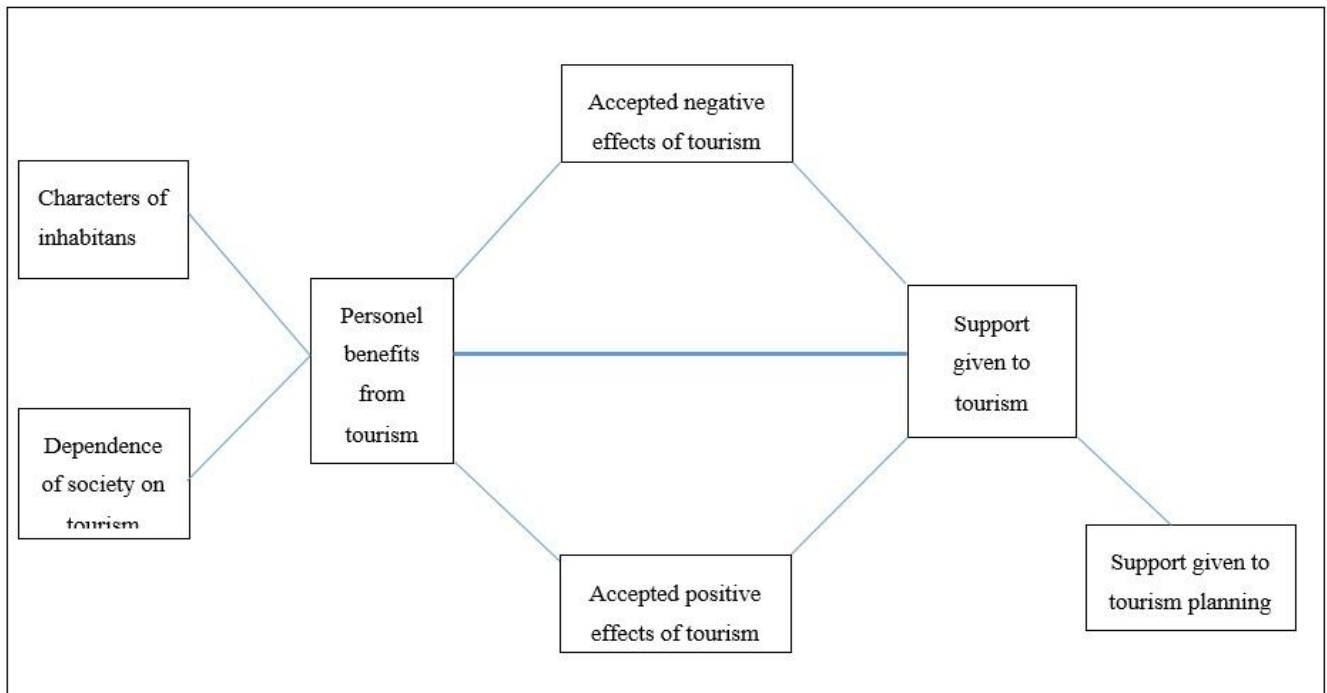 Accepted negative
effects of tourism
Characters of
inhabitans
Personel
benefits
from
tourism
Support
given to
tourism
Dependence
of society on
tourism
Accepted positive
effects of tourism
Support given to
tourism planning